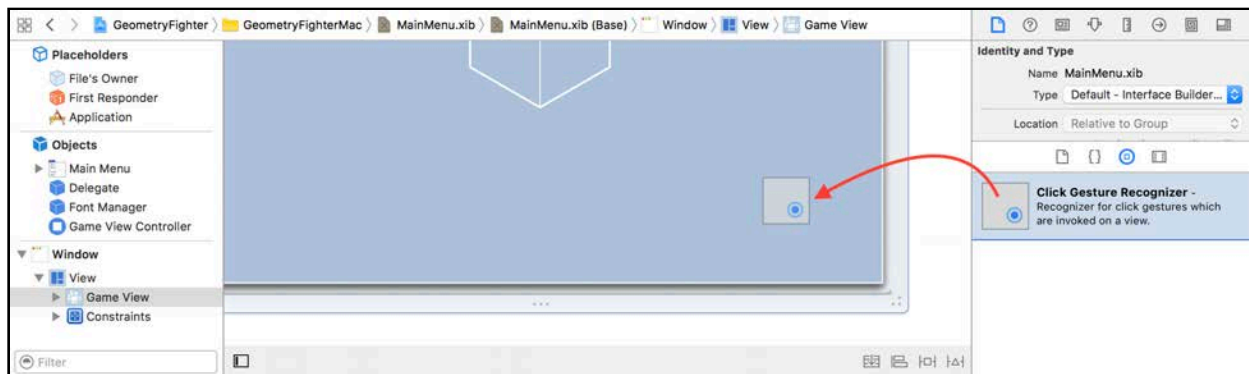 GeometryFighter GeometryFighterMac MainMenu.xib MainMenu.xib (Base) Window View Game View
Placeholders
File's Owner
First Responder
Application
Objects
Main Menu
Delegate
Font Manager
Game View Controller
Window
View
Game View
Constraints
Filter
Identity and Type
Name MainMenu.xib
Type Default - Interface Builder...
Location Relative to Group
Click Gesture Recognizer -
Recognizer for click gestures which
are invoked on a view.